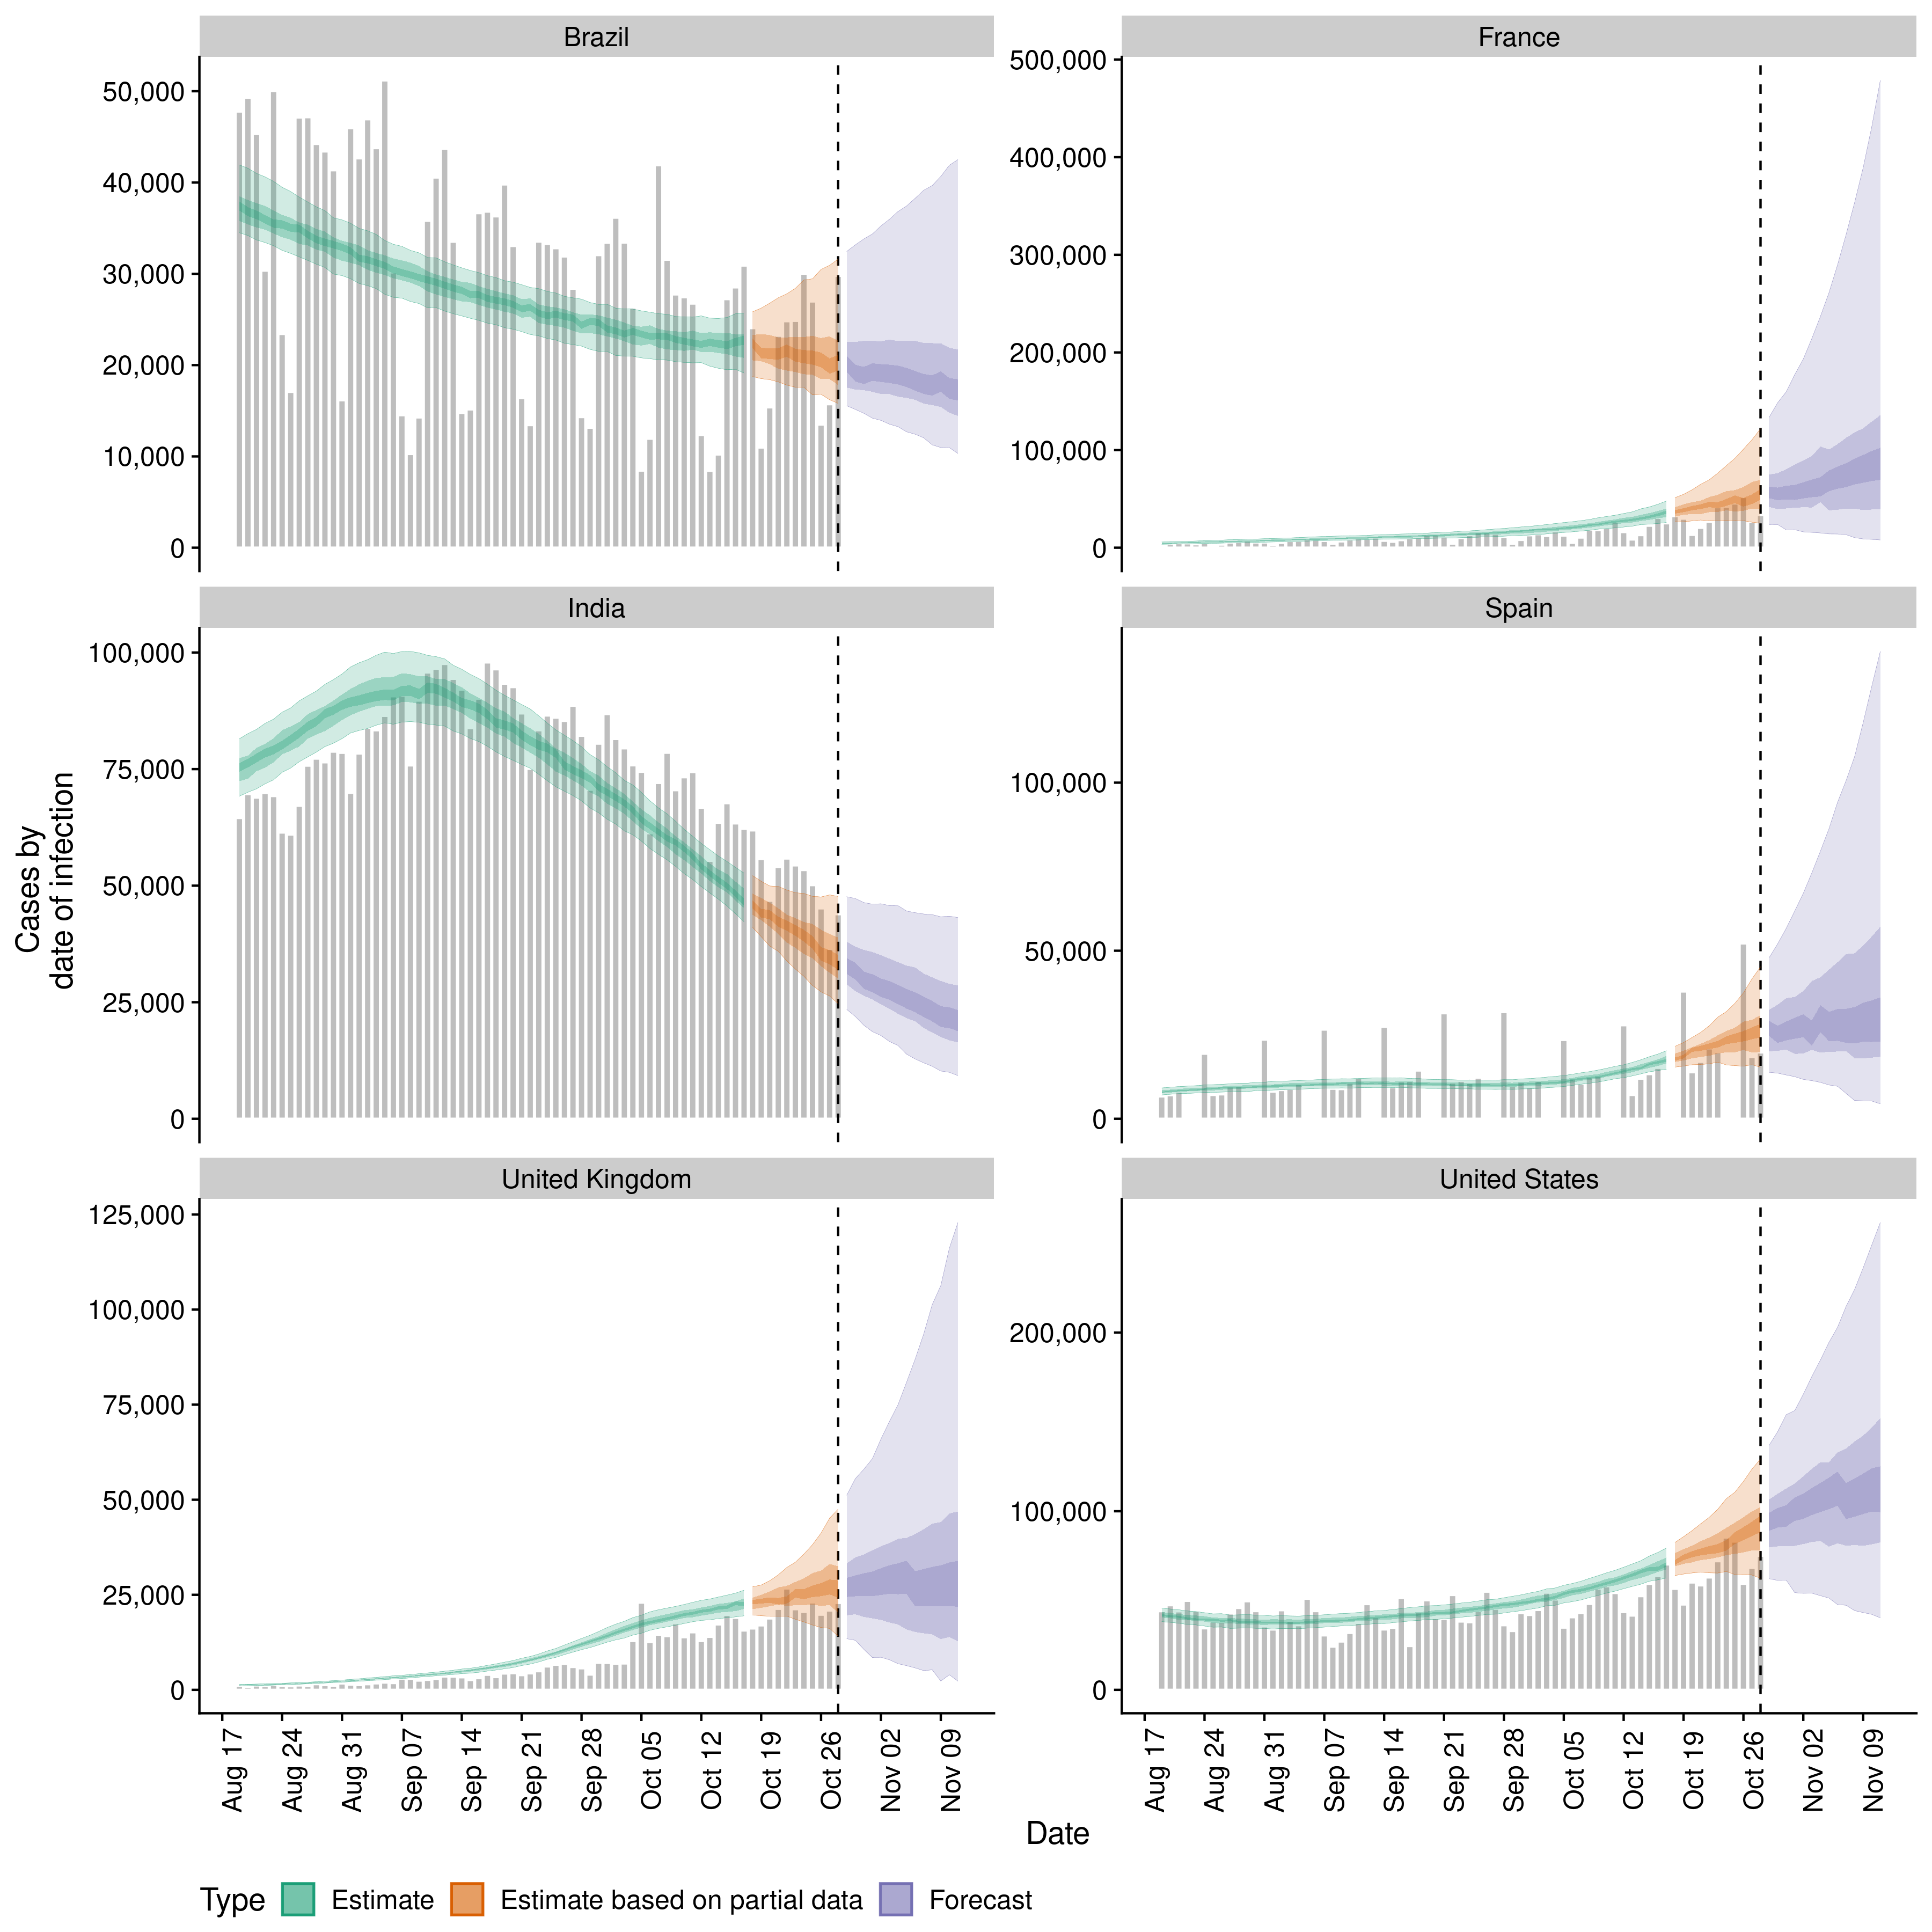 Brazil
France
50,000
40,000
30,000
20,000
10,000
0
500,000
400,000
300,000
200,000
100,000
0
India
Spain
100,000
75,000
50,000
25,000
0
100,000
50,000
0
United Kingdom
United States
125,000
100,000
75,000
50,000
25,000
0
200,000
100,000
0
Cases by
date of infection
Aug 17
Aug 24
Aug 31
Sep 07
Sep 14
Sep 21
Sep 28
Oct 05
Oct 12
Oct 19
Oct 26
Nov 02
Nov 09
Aug 17
Aug 24
Aug 31
Sep 07
Sep 14
Sep 21
Sep 28
Oct 05
Oct 12
Oct 19
Oct 26
Nov 02
Nov 09
Date
Type Estimate Estimate based on partial data Forecast